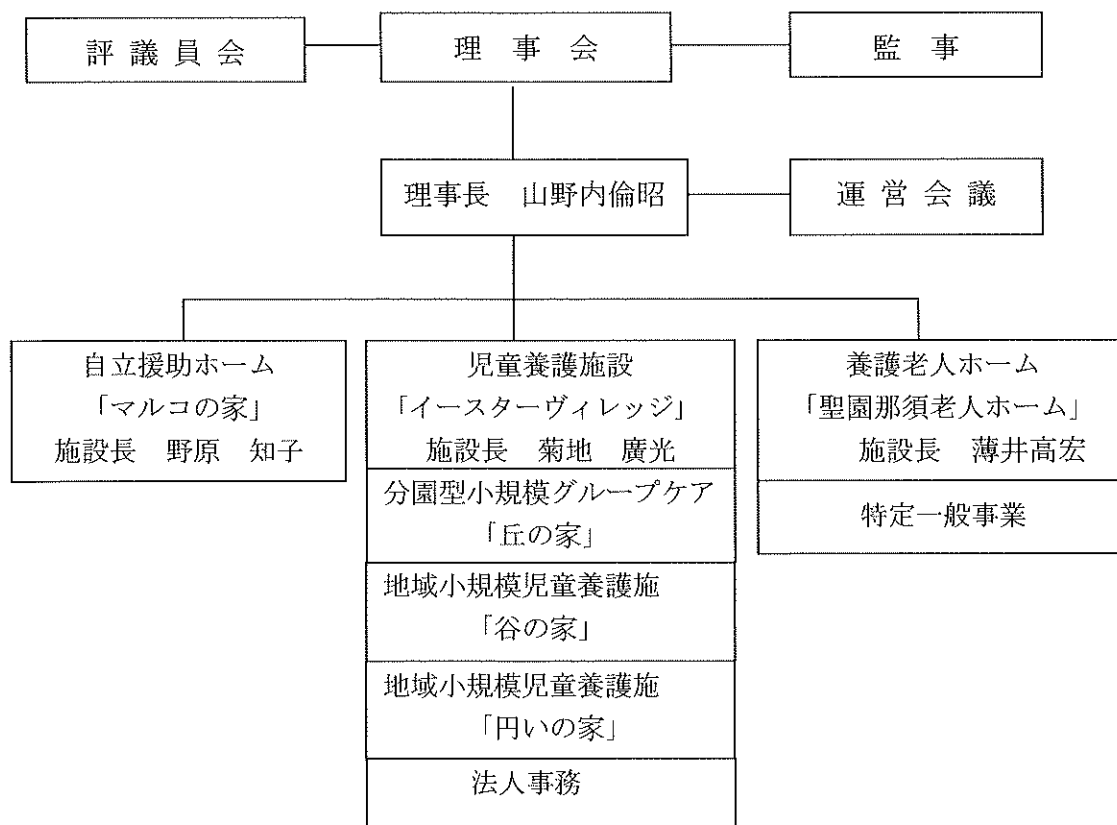 評議員会
理事会
監事
理事長　山野内倫昭
運営会議
自立援助ホーム
「マルコの家」
施設長　野原　知子
児童養護施設
「イースターヴィレッジ」
施設長　菊地　廣光
分園型小規模グループケア
「丘の家」
地域小規模児童養護施
「谷の家」
地域小規模児童養護施
「円いの家」
法人事務
養護老人ホーム
「聖園那須老人ホーム」
施設長　薄井高宏
特定一般事業